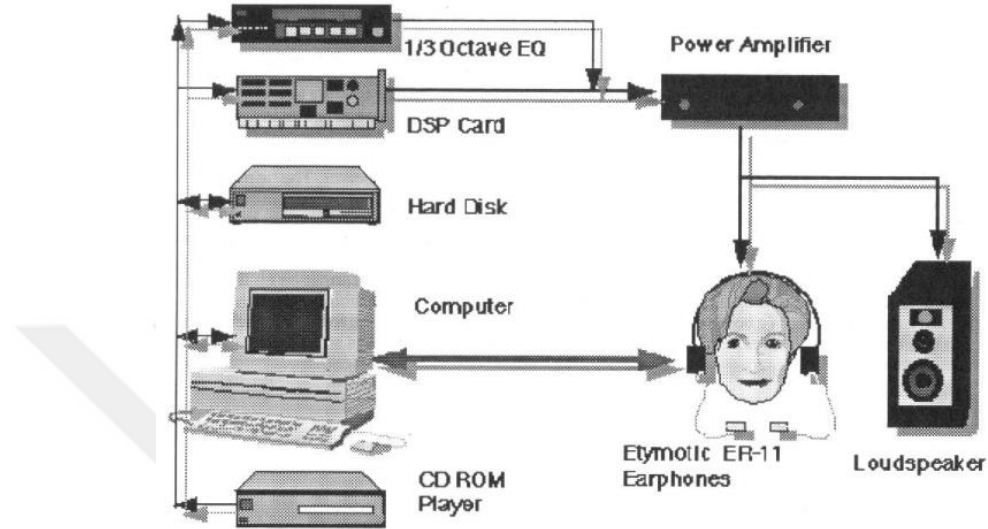 1/3 Octave EQ
Power Amplifier
DSP Card
Hard Disk
Computer
Etymotic ER-11
Earphones
Loudspeaker
CD ROM
Player